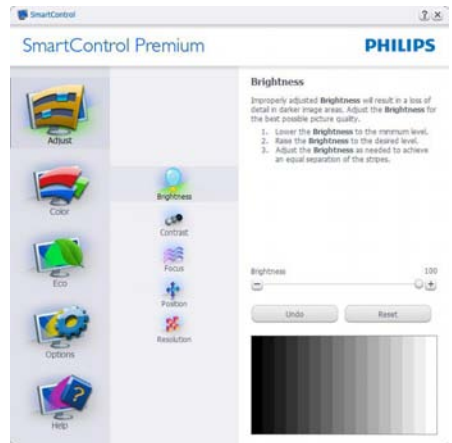 SmartControl
? x
SmartControl Premium
PHILIPS
Adjust
Color
Eco
Options
Help
Brightness
Contrast
Focus
Position
Resolution
Brightness
Improperly adjusted Brightness will result in a loss of
detail in darker image areas. Adjust the Brightness for
the best possible picture quality.
1. Lower the Brightness to the minimum level.
2. Raise the Brightness to the desired level.
3. Adjust the Brightness as needed to achieve
an equal separation of the stripes.
Brightness 100
Undo Reset